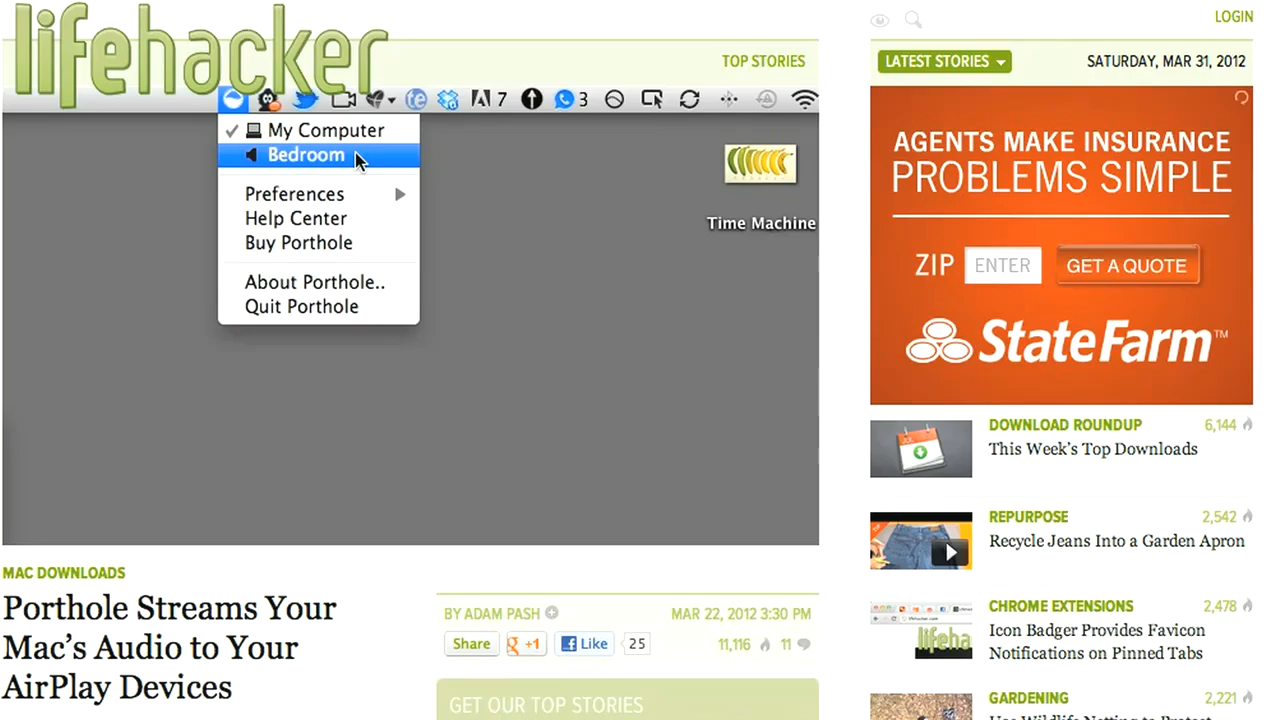 lifehacker
TOP STORIES
7
3
My Computer
Bedroom
Preferences
Help Center
Buy Porthole
About Porthole..
Quit Porthole
Time Machine
MAC DOWNLOADS
Porthole Streams Your
Mac's Audio to Your
AirPlay Devices
BY ADAM PASH
MAR 22, 2012 3:30 PM
Share
+1
Like
25
11,116
11
GET OUR TOP STORIES
LOGIN
LATEST STORIES
SATURDAY, MAR 31, 2012
AGENTS MAKE INSURANCE
PROBLEMS SIMPLE
ZIP
ENTER
GET A QUOTE
StateFarm™
DOWNLOAD ROUNDUP
6,144
This Week's Top Downloads
REPURPOSE
2,542
Recycle Jeans Into a Garden Apron
CHROME EXTENSIONS
2,478
Icon Badger Provides Favicon
Notifications on Pinned Tabs
lifeha
GARDENING
2,221